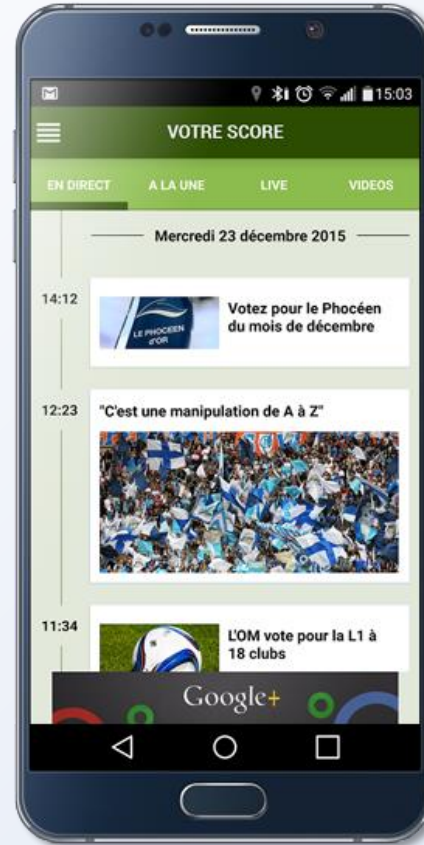 15:03
VOTRE SCORE
EN DIRECT A LA UNE LIVE VIDEOS
Mercredi 23 décembre 2015
14:12
LE PHOCEEN
d'OR
Votez pour le Phocéen
du mois de décembre
12:23
"C'est une manipulation de A à Z"
11:34
L'OM vote pour la L1 à
18 clubs
Google+